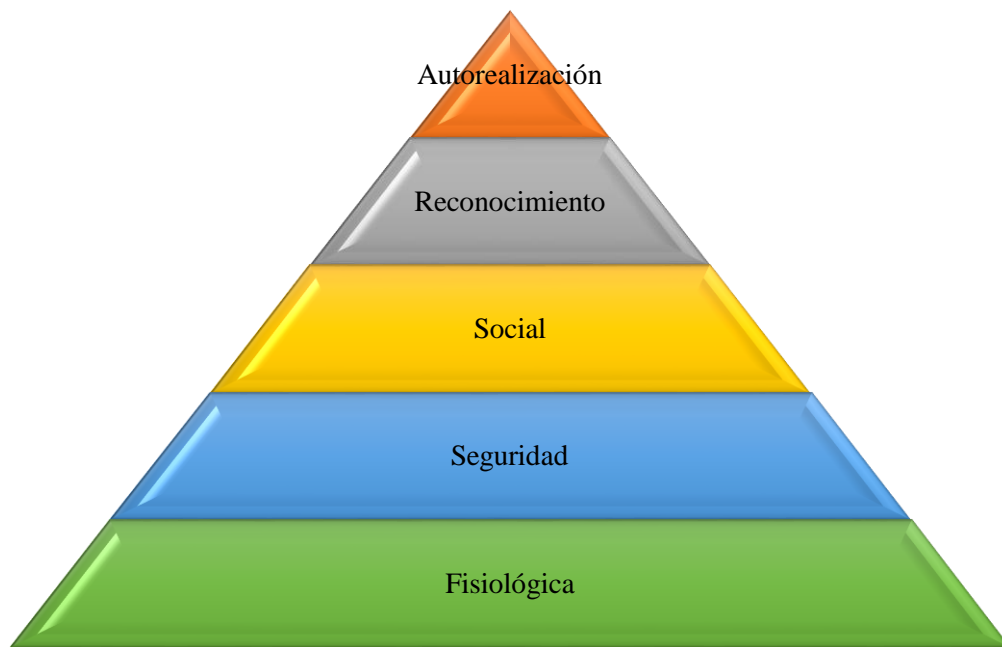 Autorealización
Reconocimiento
Social
Seguridad
Fisiológica